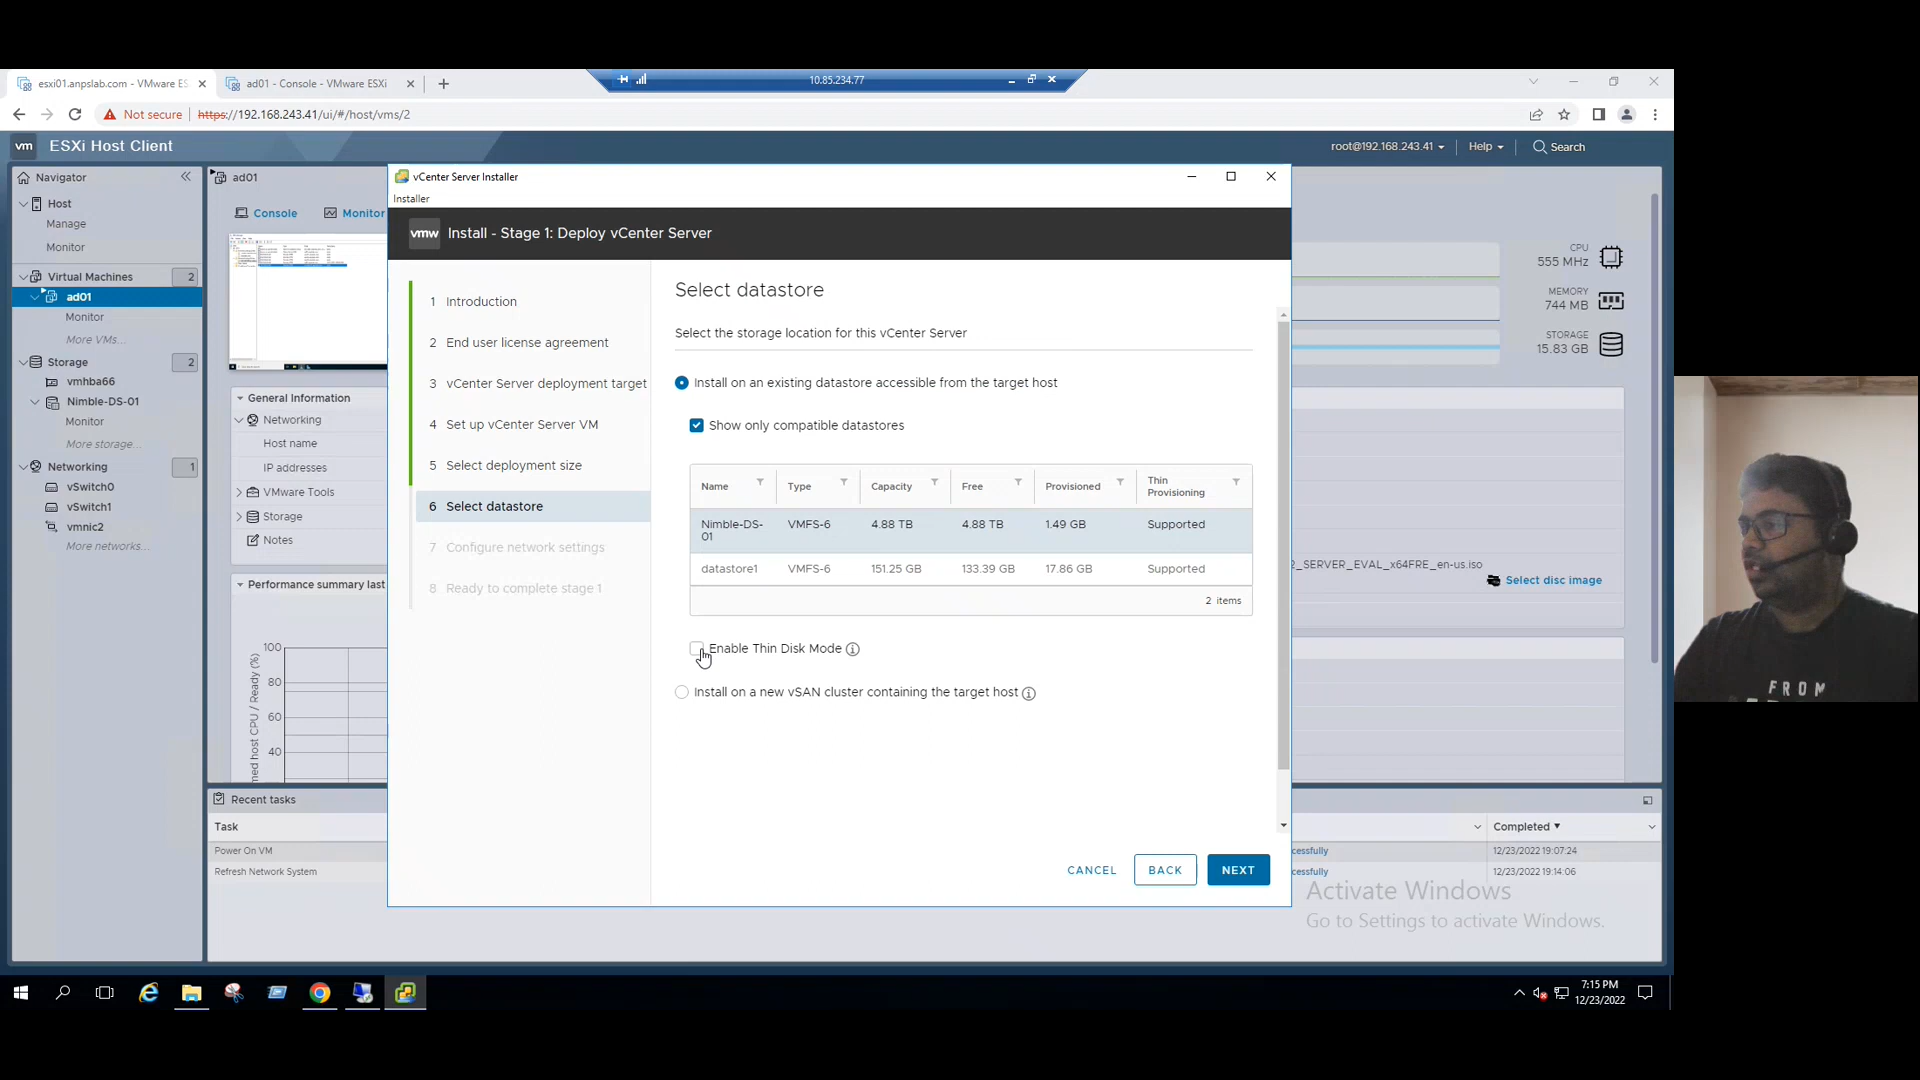 esxi01.anpslab.com - VMware ES
ad01 - Console - VMware ESXi
10.85.234.77
Not secure
https://192.168.243.41/ui/#/host/vms/2
vm
ESXi Host Client
root@192.168.243.41
Help
Search
Navigator
Host
Manage
Monitor
Virtual Machines
2
ad01
Monitor
More VMs...
Storage
2
vmhba66
Nimble-DS-01
Monitor
More storage...
Networking
1
vSwitch0
vSwitch1
vmnic2
More networks...
ad01
Console
Monitor
General Information
Networking
Host name
IP addresses
VMware Tools
Storage
Notes
Performance summary last
100
80
60
40
med host CPU / Ready (%)
CPU
555 MHz
MEMORY
744 MB
STORAGE
15.83 GB
2_SERVER_EVAL_x64FRE_en-us.iso
Select disc image
vCenter Server Installer
Installer
vmw
Install - Stage 1: Deploy vCenter Server
1 Introduction
2 End user license agreement
3 vCenter Server deployment target
4 Set up vCenter Server VM
5 Select deployment size
6 Select datastore
7 Configure network settings
8 Ready to complete stage 1
Select datastore
Select the storage location for this vCenter Server
Install on an existing datastore accessible from the target host
Show only compatible datastores
Name Type Capacity Free Provisioned Thin Provisioning
Nimble-DS-01 VMFS-6 4.88 TB 4.88 TB 1.49 GB Supported
datastore1 VMFS-6 151.25 GB 133.39 GB 17.86 GB Supported
2 items
Enable Thin Disk Mode
Install on a new vSAN cluster containing the target host
CANCEL
BACK
NEXT
Recent tasks
Task
Completed
Power On VM
cessfully
12/23/2022 19:07:24
Refresh Network System
cessfully
12/23/2022 19:14:06
Activate Windows
Go to Settings to activate Windows.
7:15 PM
12/23/2022
FROM